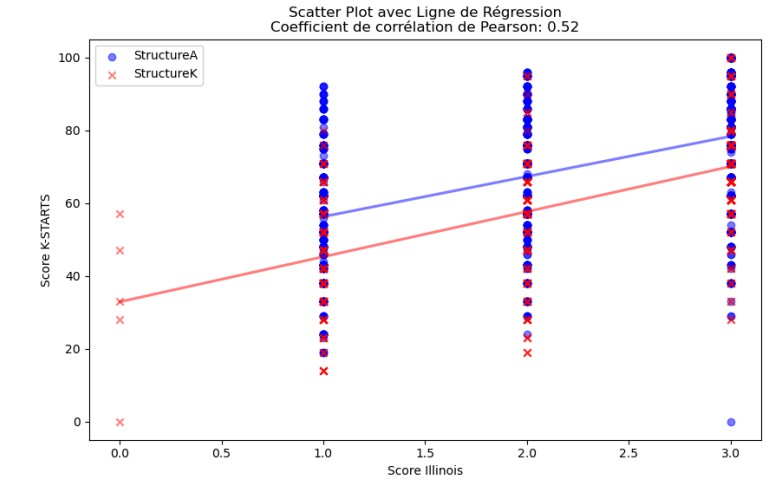 Scatter Plot avec Ligne de Régression
Coefficient de corrélation de Pearson: 0.52
StructureA
StructureK
100
80
60
40
20
0
Score K-STARTS
0.0 0.5 1.0 1.5 2.0 2.5 3.0
Score Illinois